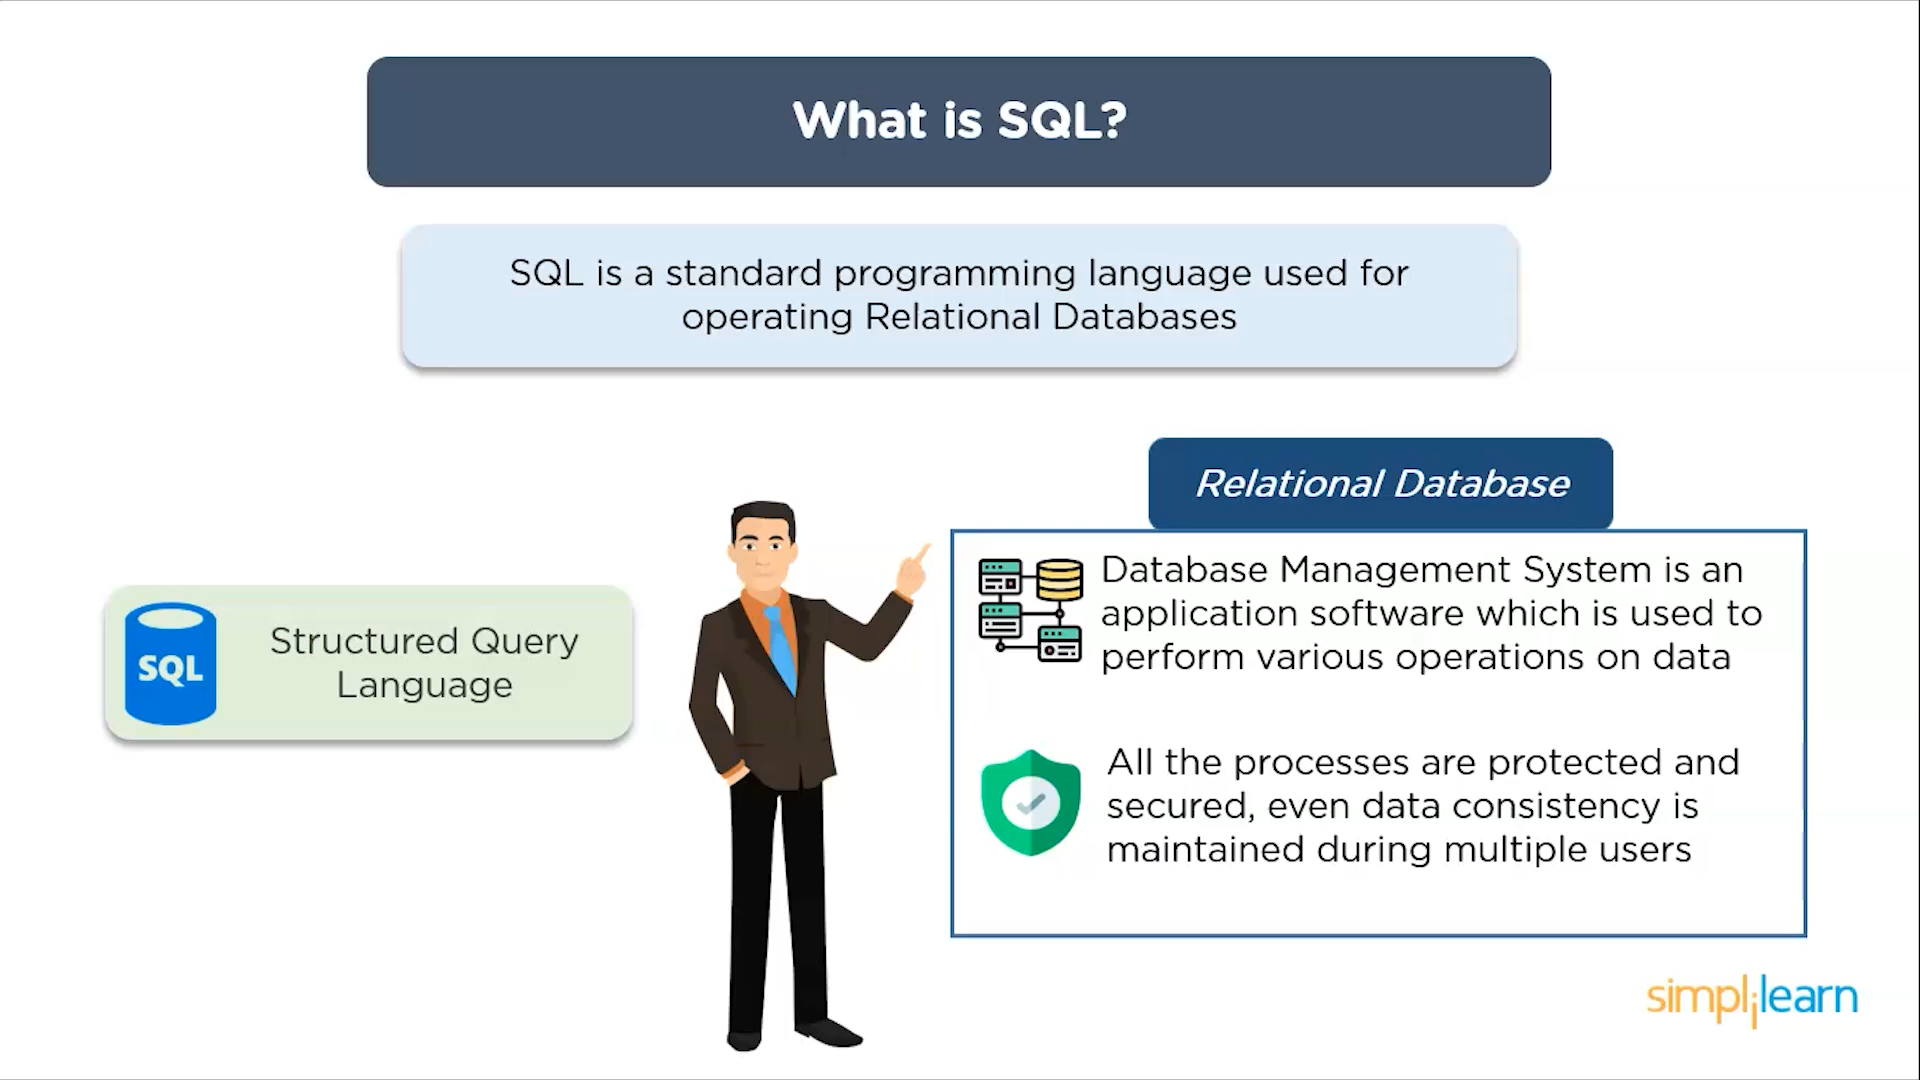 What is SQL?
SQL is a standard programming language used for
operating Relational Databases
Relational Database
SQL
Structured Query
Language
Database Management System is an
application software which is used to
perform various operations on data
All the processes are protected and
secured, even data consistency is
maintained during multiple users
simplilearn